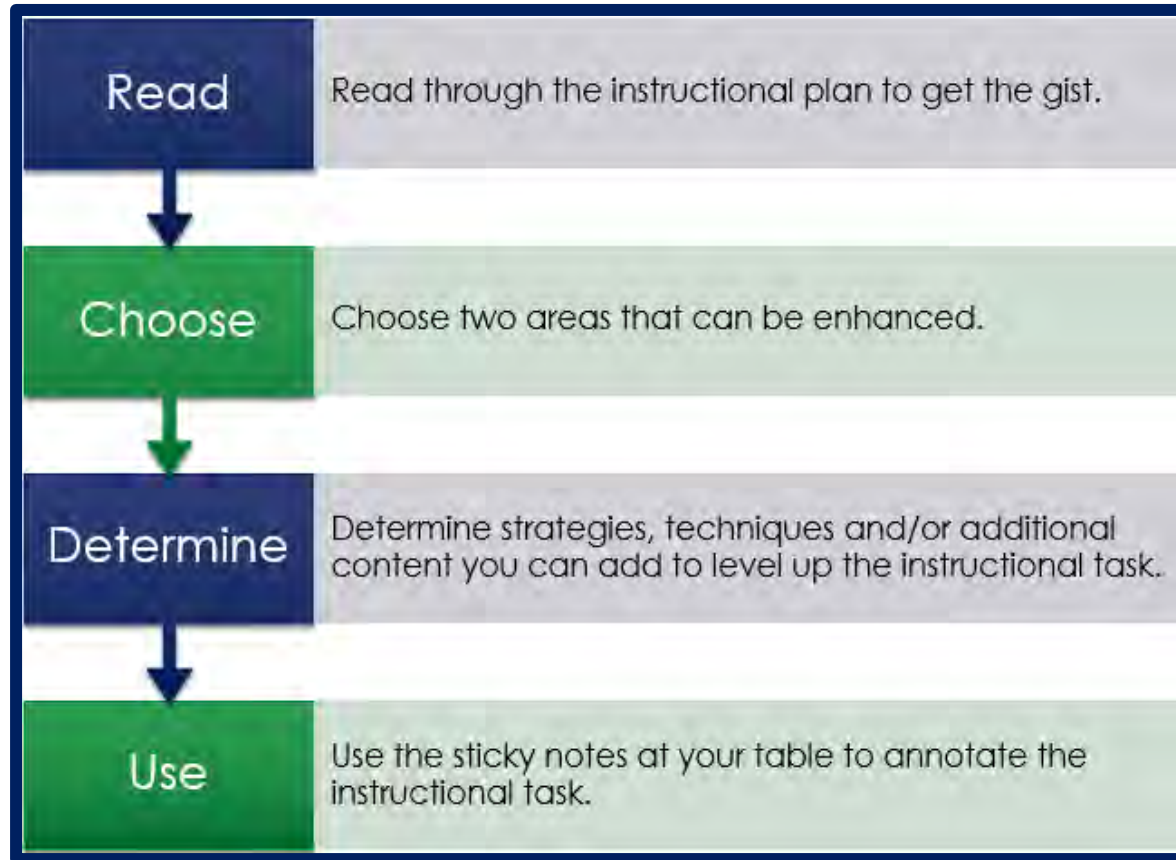 Read
Read through the instructional plan to get the gist.
Choose
Choose two areas that can be enhanced.
Determine
Determine strategies, techniques and/or additional
content you can add to level up the instructional task.
Use
Use the sticky notes at your table to annotate the
instructional task.